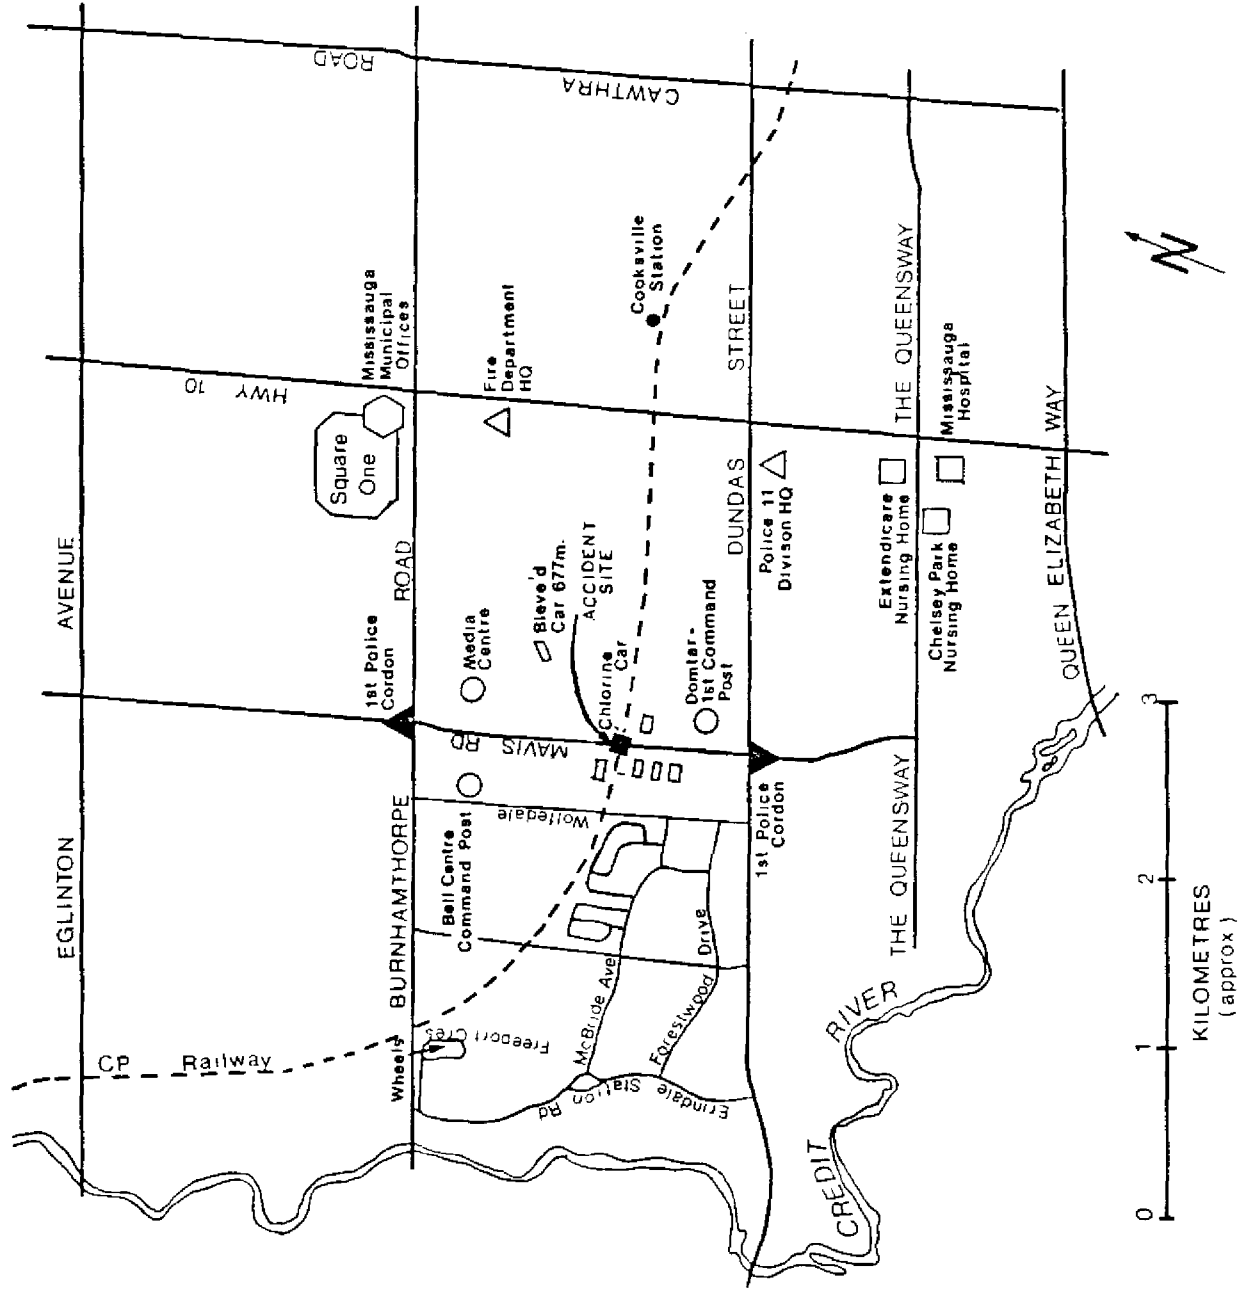 EGLINTON AVENUE
BURNHAMTHORPE ROAD
CAWTHRA ROAD
HWY 10
MAVIS RD
DUNDAS STREET
THE QUEENSWAY
THE QUEENSWAY
QUEEN ELIZABETH WAY
CREDIT RIVER
CP Railway
Wheels
Freeport Cres
McBride Ave
Forestwood Drive
Erindale Station Rd
Wolfedale
Bell Centre
Command Post
1st Police
Cordon
Media
Centre
Square
One
Mississauga
Municipal
Offices
Fire
Department
HQ
Cooksville
Station
Bleve'd
Car 677m.
ACCIDENT
SITE
Chlorine
Car
Domtar-
1st Command
Post
1st Police
Cordon
Police 11
Divison HQ
Extendicare
Nursing Home
Chelsey Park
Nursing Home
Mississauga
Hospital
N
0 1 2 3
KILOMETRES
(approx)